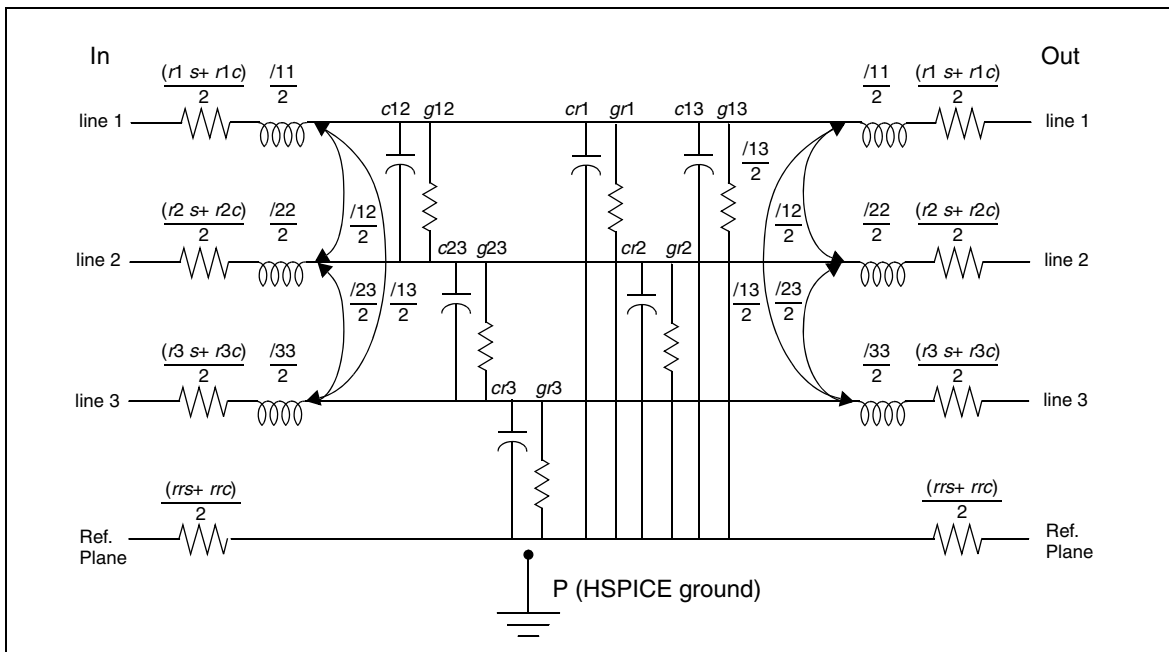 In
Out
(r1 s+ r1c)
2
/11
2
/11
2
(r1 s+ r1c)
2
c12 g12
cr1 gr1 c13 g13
line 1
line 1
/13
2
(r2 s+ r2c)
2
/22
2
/12
2
/12
2
/22
2
(r2 s+ r2c)
2
c23 g23
cr2 gr2
line 2
line 2
/23
2
/13
2
/13
2
/23
2
(r3 s+ r3c)
2
/33
2
/33
2
(r3 s+ r3c)
2
cr3 gr3
line 3
line 3
(rrs+ rrc)
2
(rrs+ rrc)
2
Ref.
Plane
Ref.
Plane
P (HSPICE ground)